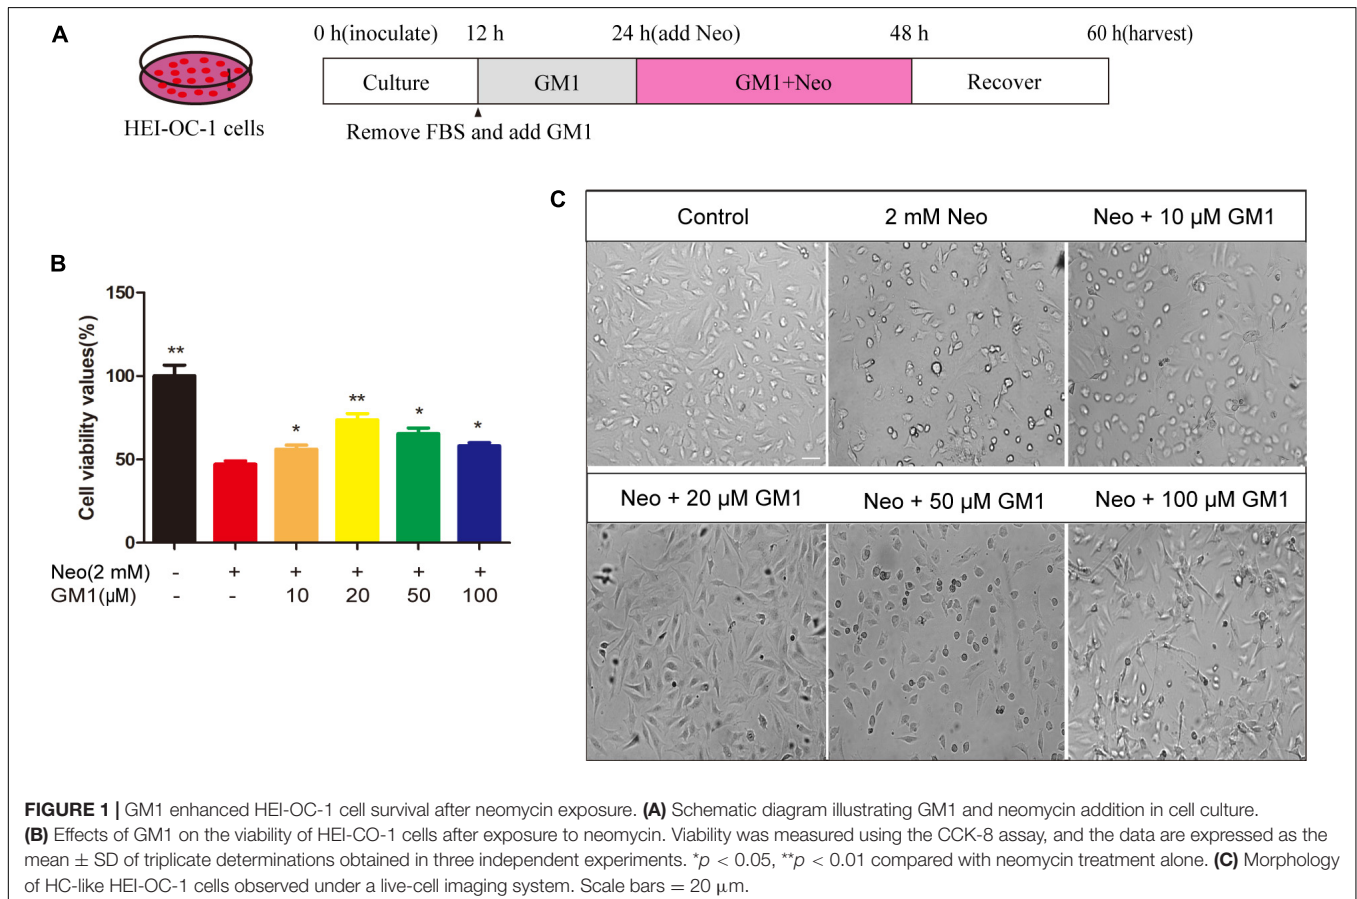 A
0 h(inoculate) 12 h 24 h(add Neo) 48 h 60 h(harvest)
Culture GM1 GM1+Neo Recover
HEI-OC-1 cells
Remove FBS and add GM1
B
Cell viability values(%)
150
100
50
0
**
*
**
*
*
Neo(2 mM) - + + + + +
GM1(µM) - - 10 20 50 100
C
Control 2 mM Neo Neo + 10 µM GM1
Neo + 20 µM GM1 Neo + 50 µM GM1 Neo + 100 µM GM1
FIGURE 1 | GM1 enhanced HEI-OC-1 cell survival after neomycin exposure. (A) Schematic diagram illustrating GM1 and neomycin addition in cell culture.
(B) Effects of GM1 on the viability of HEI-CO-1 cells after exposure to neomycin. Viability was measured using the CCK-8 assay, and the data are expressed as the
mean ± SD of triplicate determinations obtained in three independent experiments. *p < 0.05, **p < 0.01 compared with neomycin treatment alone. (C) Morphology
of HC-like HEI-OC-1 cells observed under a live-cell imaging system. Scale bars = 20 µm.